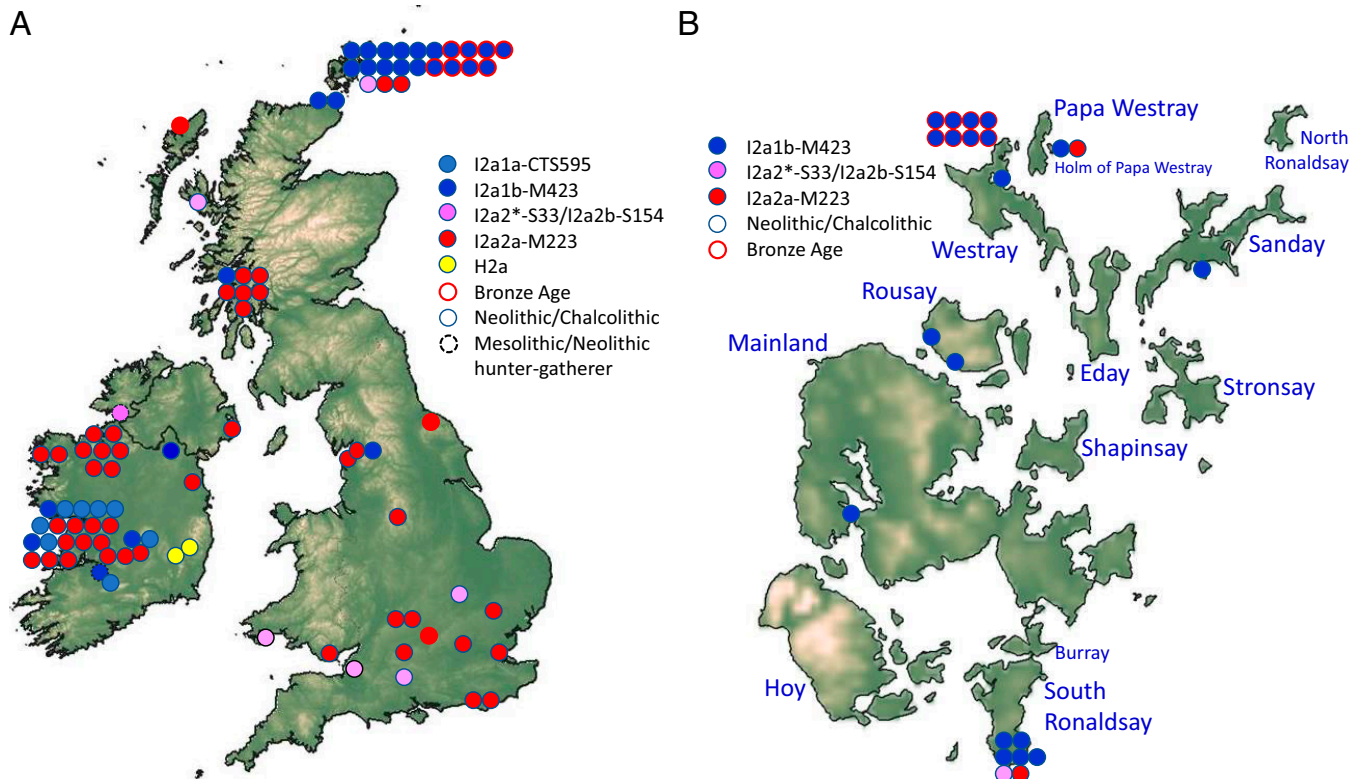 A
I2a1a-CTS595
I2a1b-M423
I2a2*-S33/I2a2b-S154
I2a2a-M223
H2a
Bronze Age
Neolithic/Chalcolithic
Mesolithic/Neolithic
hunter-gatherer
B
I2a1b-M423
I2a2*-S33/I2a2b-S154
I2a2a-M223
Neolithic/Chalcolithic
Bronze Age
Papa Westray
North
Ronaldsay
Holm of Papa Westray
Westray
Sanday
Rousay
Mainland
Eday
Stronsay
Shapinsay
Burray
Hoy
South
Ronaldsay